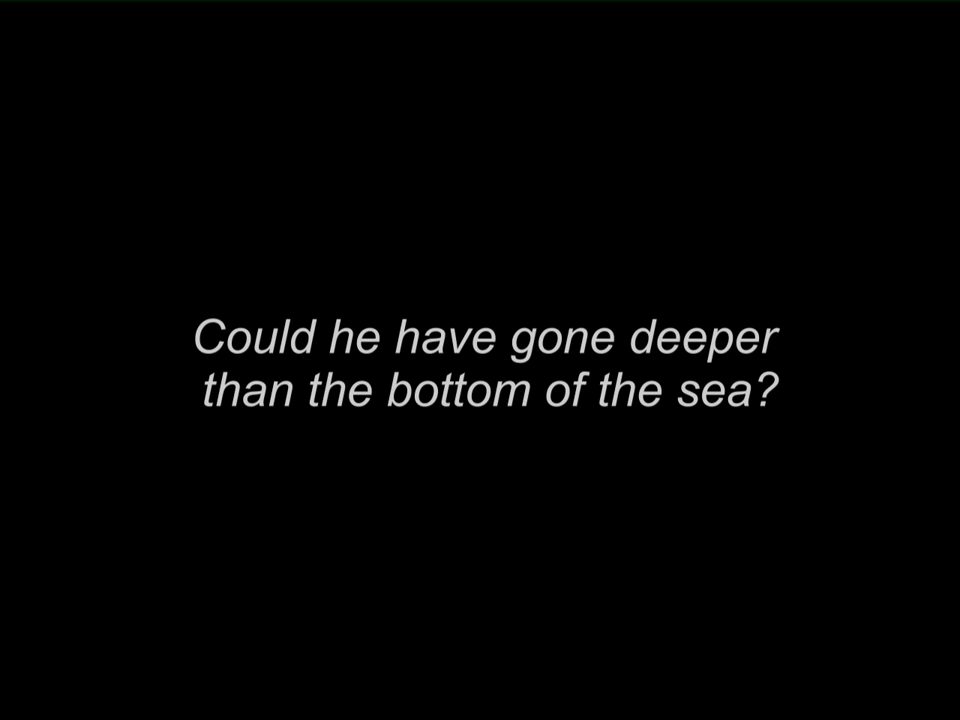 Could he have gone deeper
than the bottom of the sea?